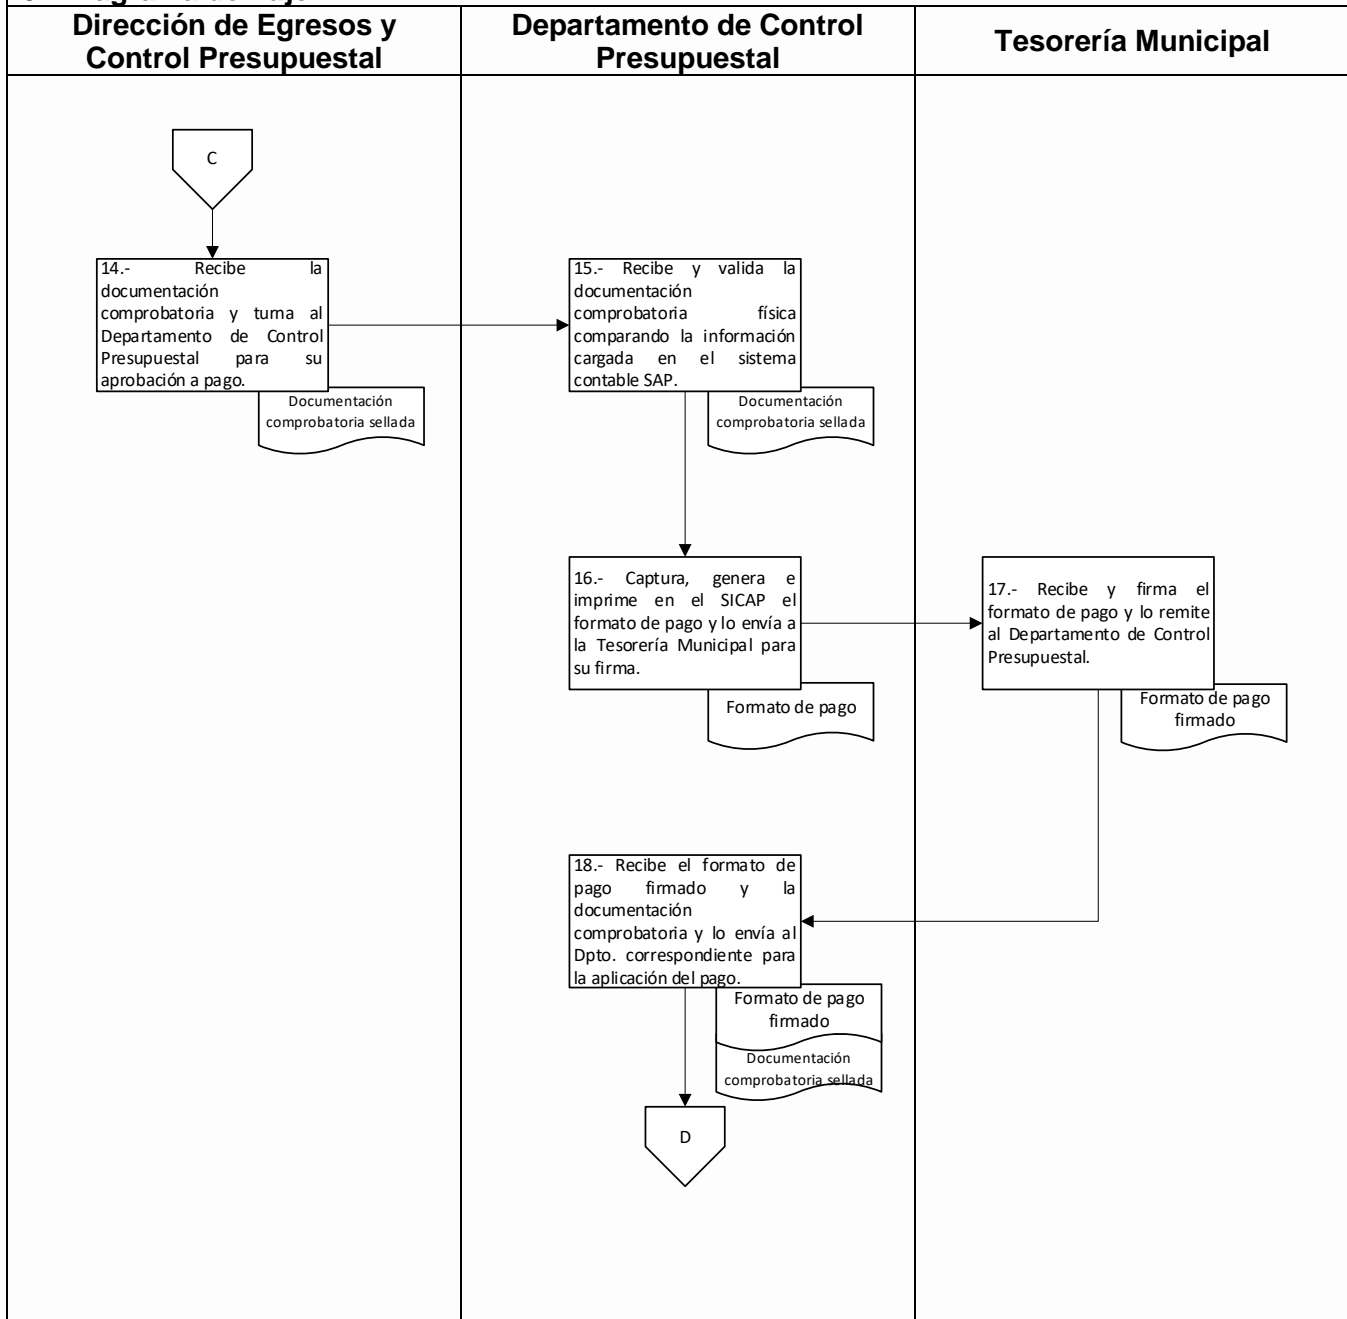 Dirección de Egresos y
Control Presupuestal
Departamento de Control
Presupuestal
Tesorería Municipal
C
14.- Recibe la
documentación
comprobatoria y turna al
Departamento de Control
Presupuestal para su
aprobación a pago.
Documentación
comprobatoria sellada
15.- Recibe y valida la
documentación
comprobatoria física
comparando la información
cargada en el sistema
contable SAP.
Documentación
comprobatoria sellada
16.- Captura, genera e
imprime en el SICAP el
formato de pago y lo envía a
la Tesorería Municipal para
su firma.
Formato de pago
17.- Recibe y firma el
formato de pago y lo remite
al Departamento de Control
Presupuestal.
Formato de pago
firmado
18.- Recibe el formato de
pago firmado y la
documentación
comprobatoria y lo envía al
Dpto. correspondiente para
la aplicación del pago.
Formato de pago
firmado
Documentación
comprobatoria sellada
D